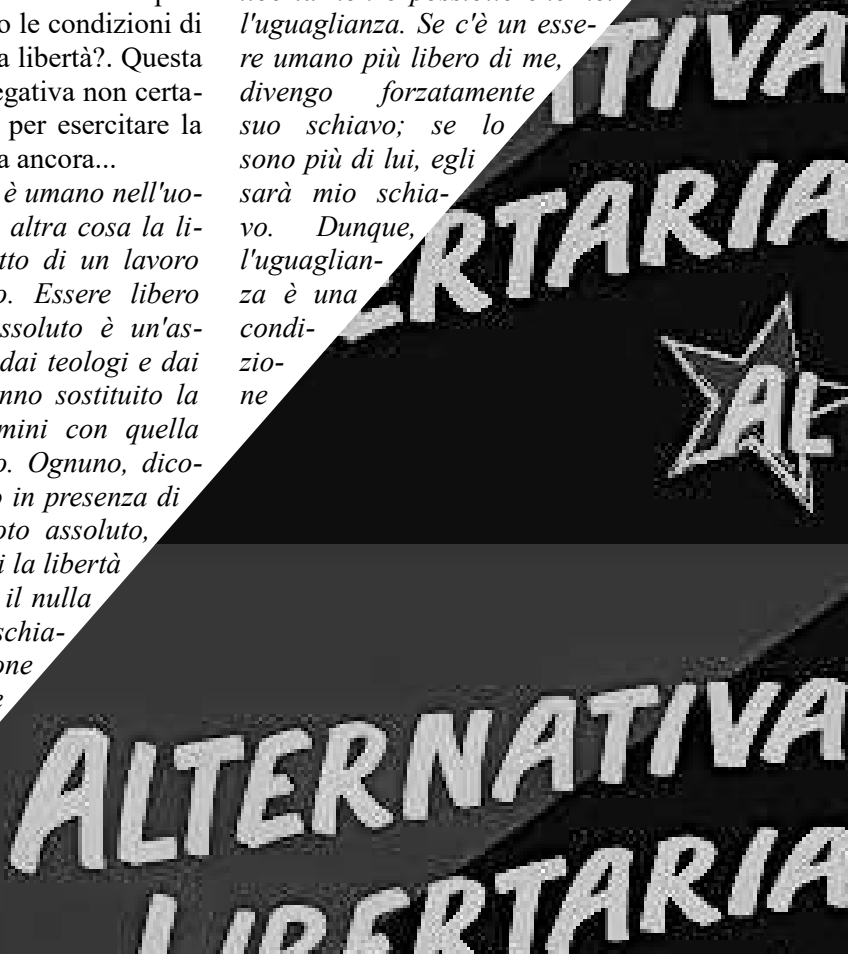 o le condizioni di
a libertà?. Questa
egativa non certa-
per esercitare la
a ancora...
è umano nell'uo-
altra cosa la li-
tto di un lavoro
o. Essere libero
ssoluto è un'as-
dai teologi e dai
nno sostituito la
mini con quella
o. Ognuno, dico-
o in presenza di
oto assoluto,
i la libertà
il nulla
schia-
one
e
l'uguaglianza. Se c'è un esse-
re umano più libero di me,
divengo forzatamente
suo schiavo; se lo
sono più di lui, egli
sarà mio schia-
vo. Dunque,
l'uguaglian-
za è una
condi-
zio-
ne
TIVA
ERTARIA
AL
ALTERNATIVA
LIBERTARIA